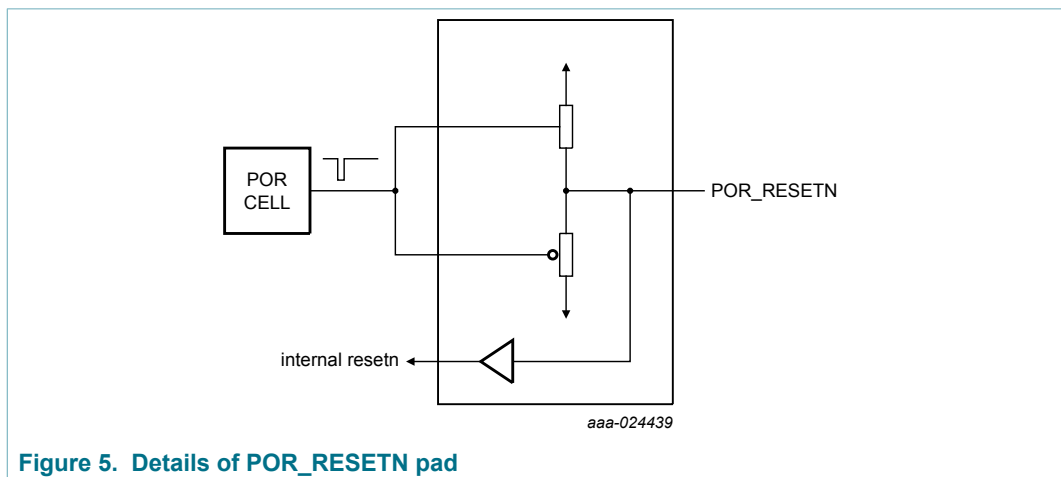 POR
CELL
POR_RESETN
internal resetn
aaa-024439
Figure 5. Details of POR_RESETN pad